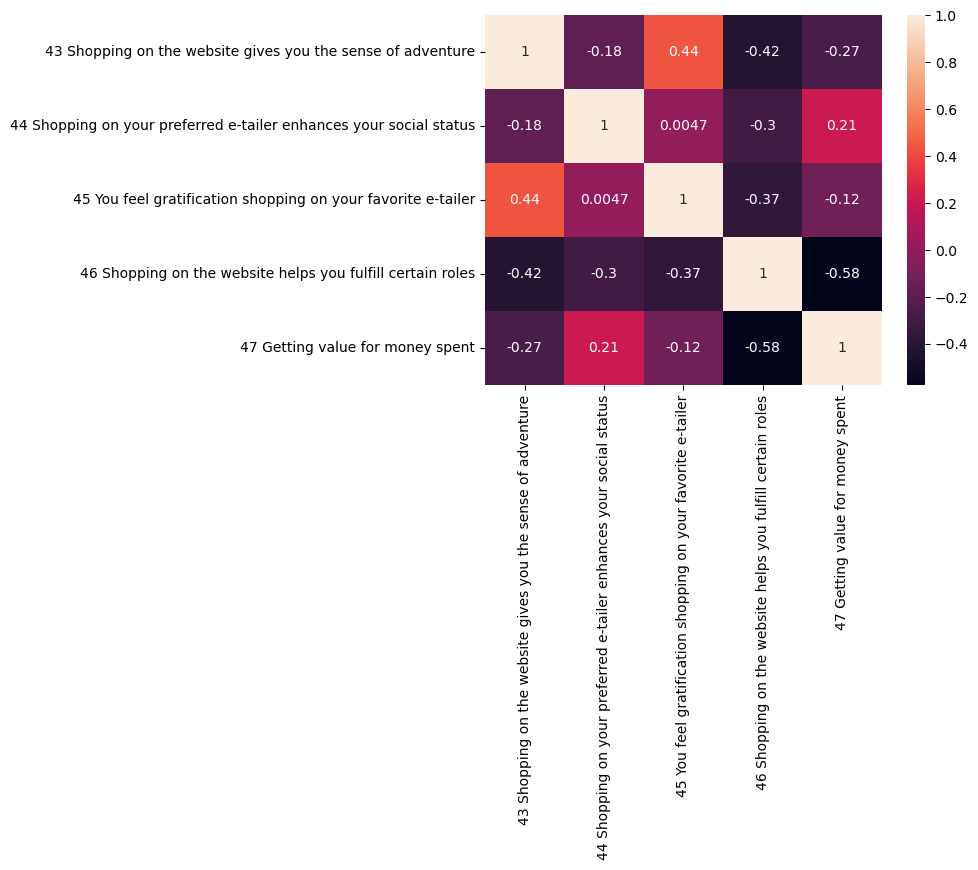 43 Shopping on the website gives you the sense of adventure
1 -0.18 0.44 -0.42 -0.27
44 Shopping on your preferred e-tailer enhances your social status
-0.18 1 0.0047 -0.3 0.21
45 You feel gratification shopping on your favorite e-tailer
0.44 0.0047 1 -0.37 -0.12
46 Shopping on the website helps you fulfill certain roles
-0.42 -0.3 -0.37 1 -0.58
47 Getting value for money spent
-0.27 0.21 -0.12 -0.58 1
43 Shopping on the website gives you the sense of adventure
44 Shopping on your preferred e-tailer enhances your social status
45 You feel gratification shopping on your favorite e-tailer
46 Shopping on the website helps you fulfill certain roles
47 Getting value for money spent
1.0
0.8
0.6
0.4
0.2
0.0
−0.2
−0.4